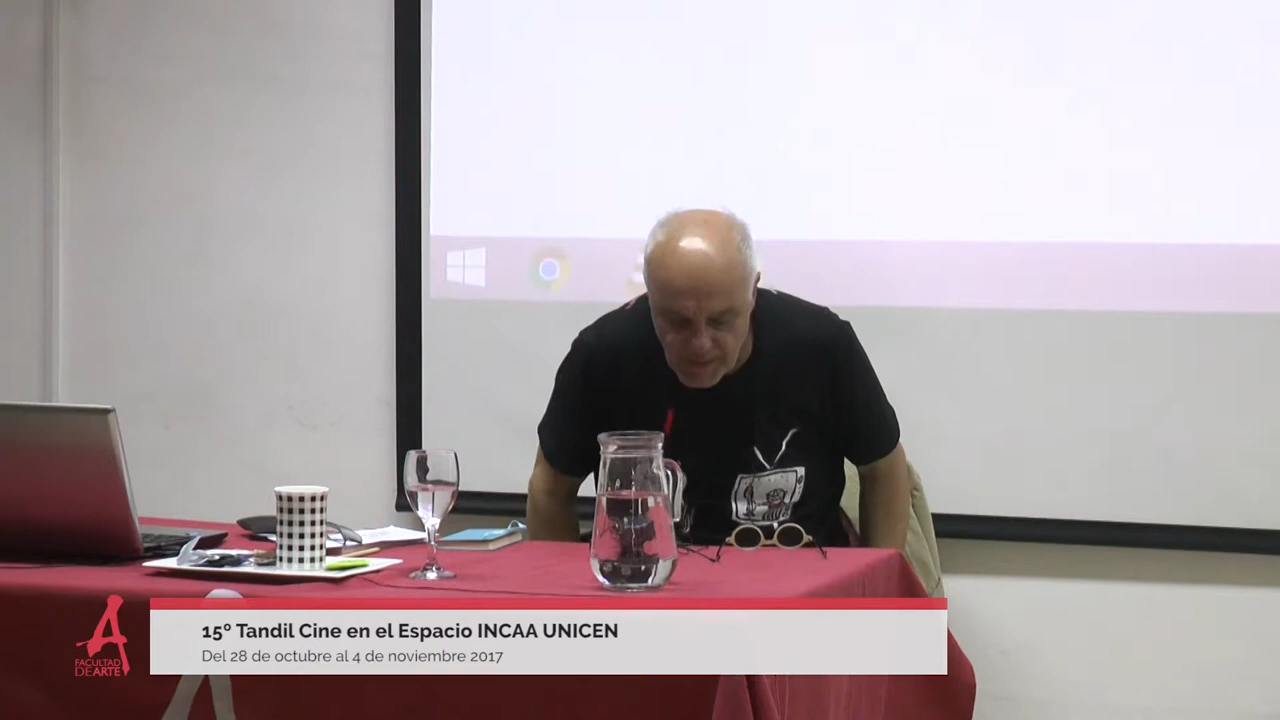 15º Tandil Cine en el Espacio INCAA UNICEN
Del 28 de octubre al 4 de noviembre 2017
FACULTAD
DE ARTE